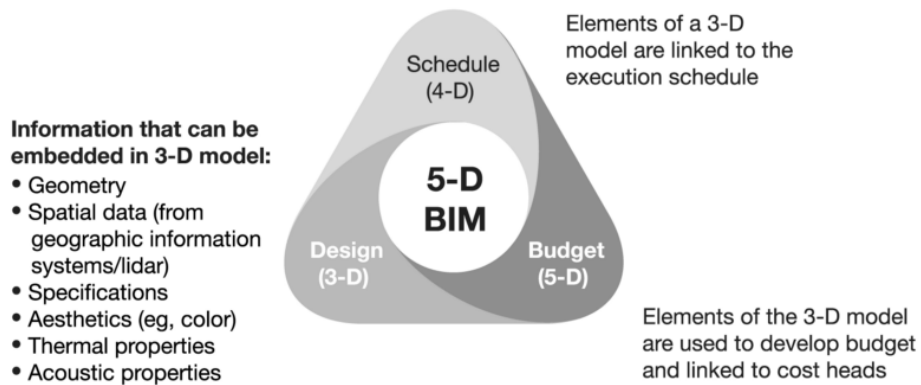 Elements of a 3-D
model are linked to the
execution schedule
Schedule
(4-D)
Information that can be
embedded in 3-D model:
• Geometry
• Spatial data (from
geographic information
systems/lidar)
• Specifications
• Aesthetics (eg, color)
• Thermal properties
• Acoustic properties
5-D
BIM
Design
(3-D)
Budget
(5-D)
Elements of the 3-D model
are used to develop budget
and linked to cost heads